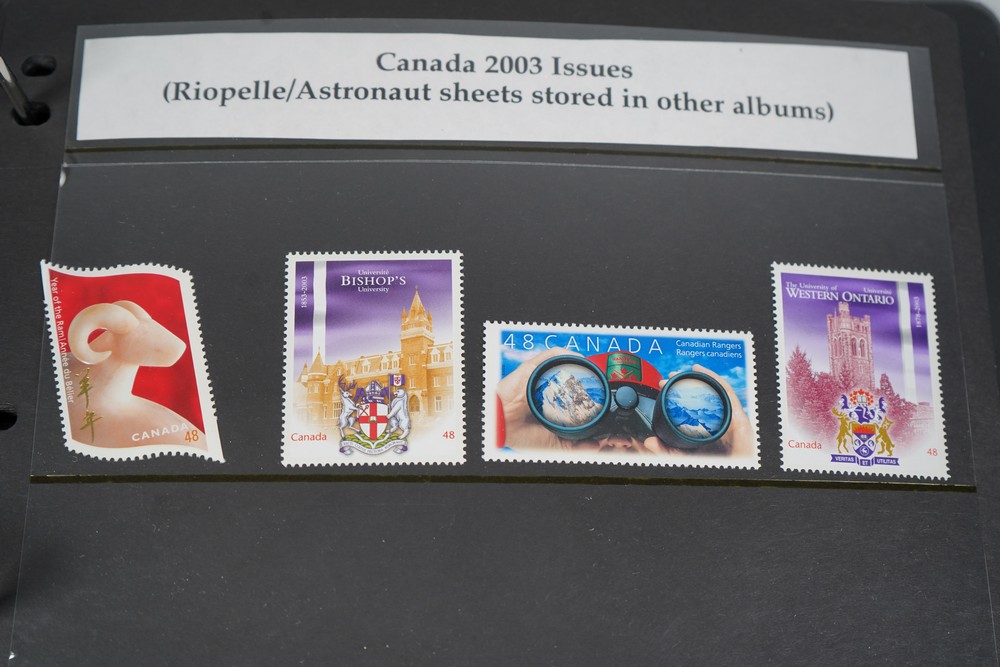 Canada 2003 Issues
(Riopelle/Astronaut sheets stored in other albums)
Year of the Ram | Année du Bélier
羊年
CANADA
48
1853-2003
Université
BISHOP'S
University
Canada 48
48 CANADA
Canadian Rangers
Rangers canadiens
The University of Université
WESTERN ONTARIO
1878-2003
Canada 48
VERITAS ET UTILITAS